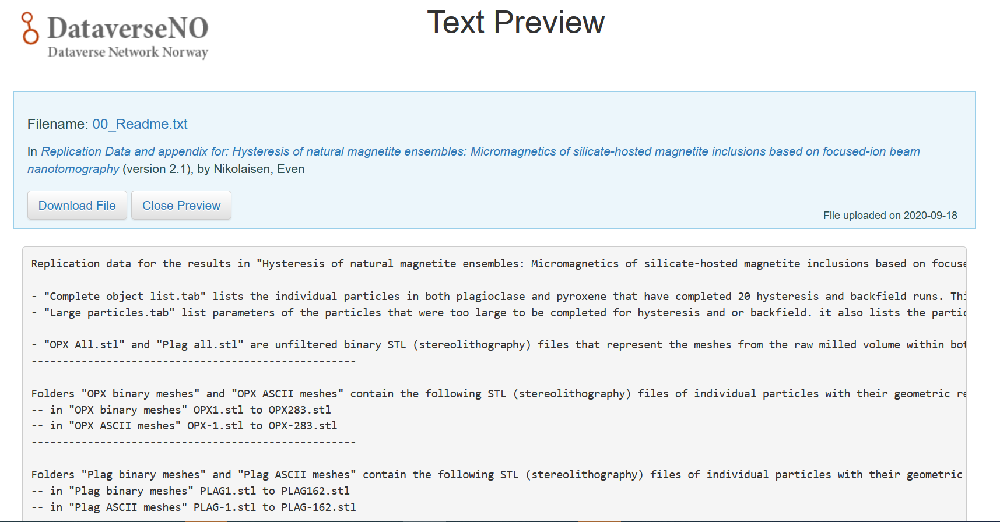 DataverseNO
Dataverse Network Norway
Text Preview
Filename: 00_Readme.txt
In Replication Data and appendix for: Hysteresis of natural magnetite ensembles: Micromagnetics of silicate-hosted magnetite inclusions based on focused-ion beam
nanotomography (version 2.1), by Nikolaisen, Even
Download File Close Preview
File uploaded on 2020-09-18
Replication data for the results in "Hysteresis of natural magnetite ensembles: Micromagnetics of silicate-hosted magnetite inclusions based on focuse
- "Complete object list.tab" lists the individual particles in both plagioclase and pyroxene that have completed 20 hysteresis and backfield runs. Thi
- "Large particles.tab" list parameters of the particles that were too large to be completed for hysteresis and or backfield. it also lists the partic
- "OPX All.stl" and "Plag all.stl" are unfiltered binary STL (stereolithography) files that represent the meshes from the raw milled volume within bot
----------------------------------------------------
Folders "OPX binary meshes" and "OPX ASCII meshes" contain the following STL (stereolithography) files of individual particles with their geometric re
-- in "OPX binary meshes" OPX1.stl to OPX283.stl
-- in "OPX ASCII meshes" OPX-1.stl to OPX-283.stl
----------------------------------------------------
Folders "Plag binary meshes" and "Plag ASCII meshes" contain the following STL (stereolithography) files of individual particles with their geometric
-- in "Plag binary meshes" PLAG1.stl to PLAG162.stl
-- in "Plag ASCII meshes" PLAG-1.stl to PLAG-162.stl